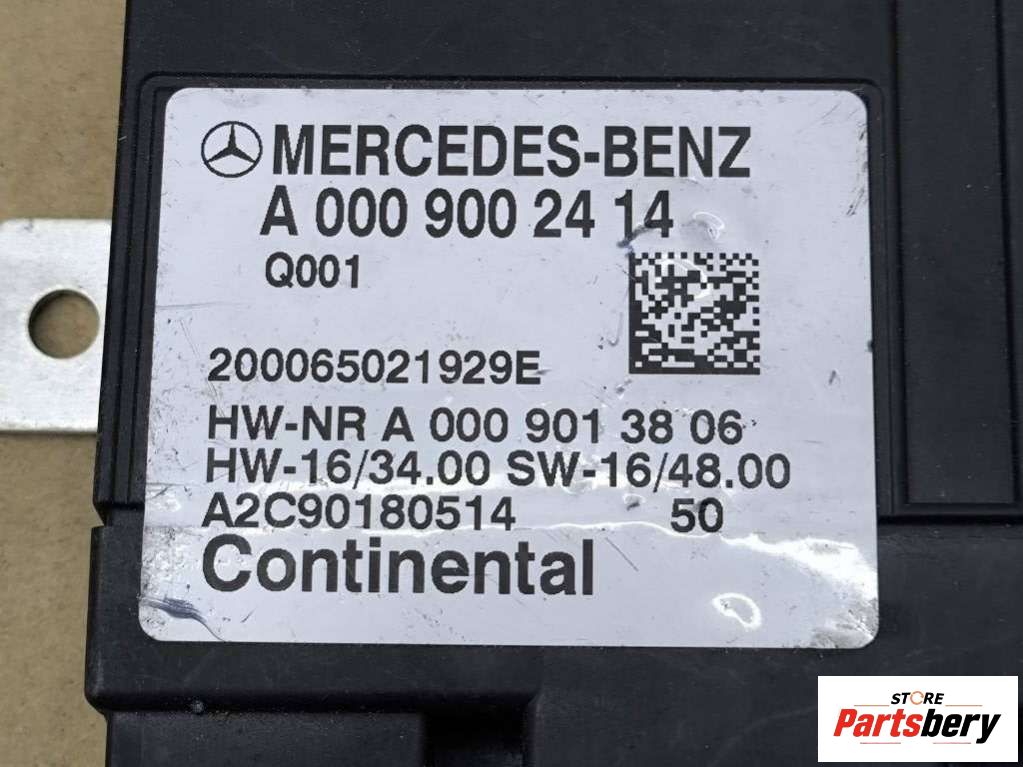 MERCEDES-BENZ
A 000 900 24 14
Q001
200065021929E
HW-NR A 000 901 38 06
HW-16/34.00 SW-16/48.00
A2C90180514 50
Continental
STORE
Partsbery